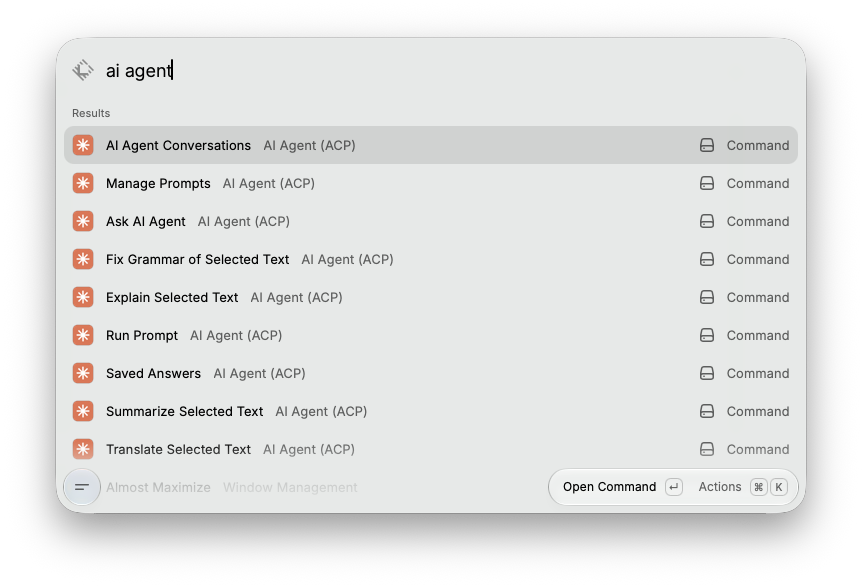 ai agent
Results
AI Agent Conversations AI Agent (ACP) Command
Manage Prompts AI Agent (ACP) Command
Ask AI Agent AI Agent (ACP) Command
Fix Grammar of Selected Text AI Agent (ACP) Command
Explain Selected Text AI Agent (ACP) Command
Run Prompt AI Agent (ACP) Command
Saved Answers AI Agent (ACP) Command
Summarize Selected Text AI Agent (ACP) Command
Translate Selected Text AI Agent (ACP) Command
Almost Maximize Window Management
Open Command ↵ Actions ⌘ K